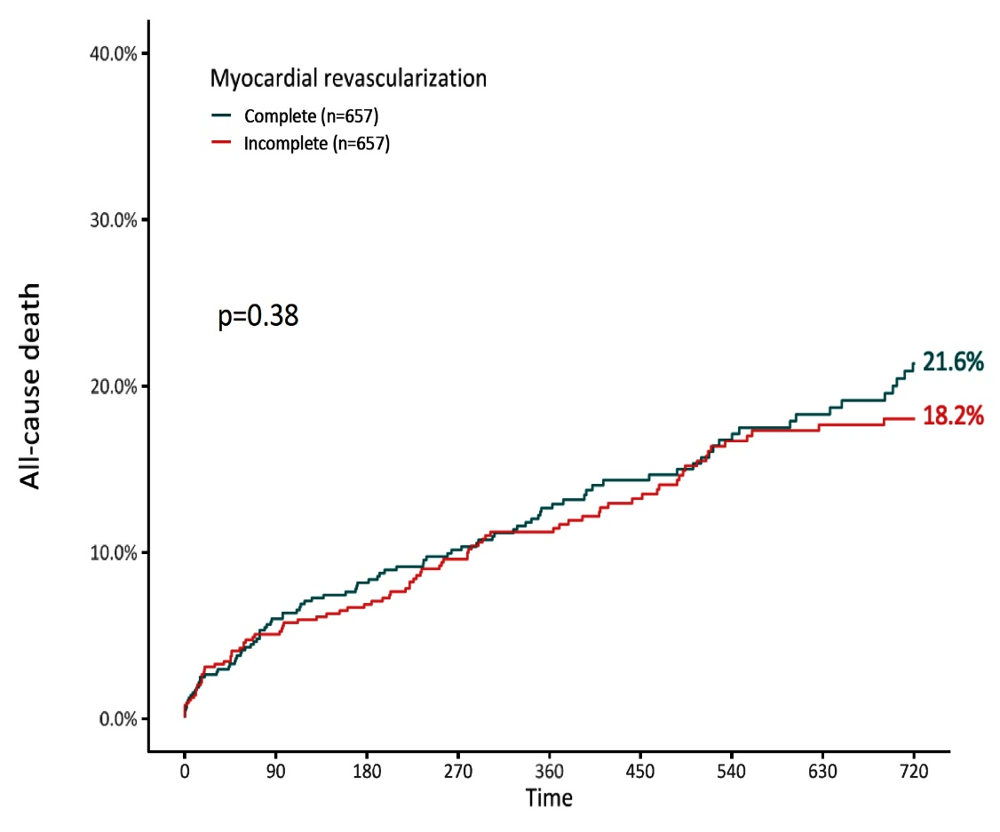 40.0%
Myocardial revascularization
Complete (n=657)
Incomplete (n=657)
30.0%
p=0.38
All-cause death
21.6%
20.0%
18.2%
10.0%
0.0%
0 90 180 270 360 450 540 630 720
Time